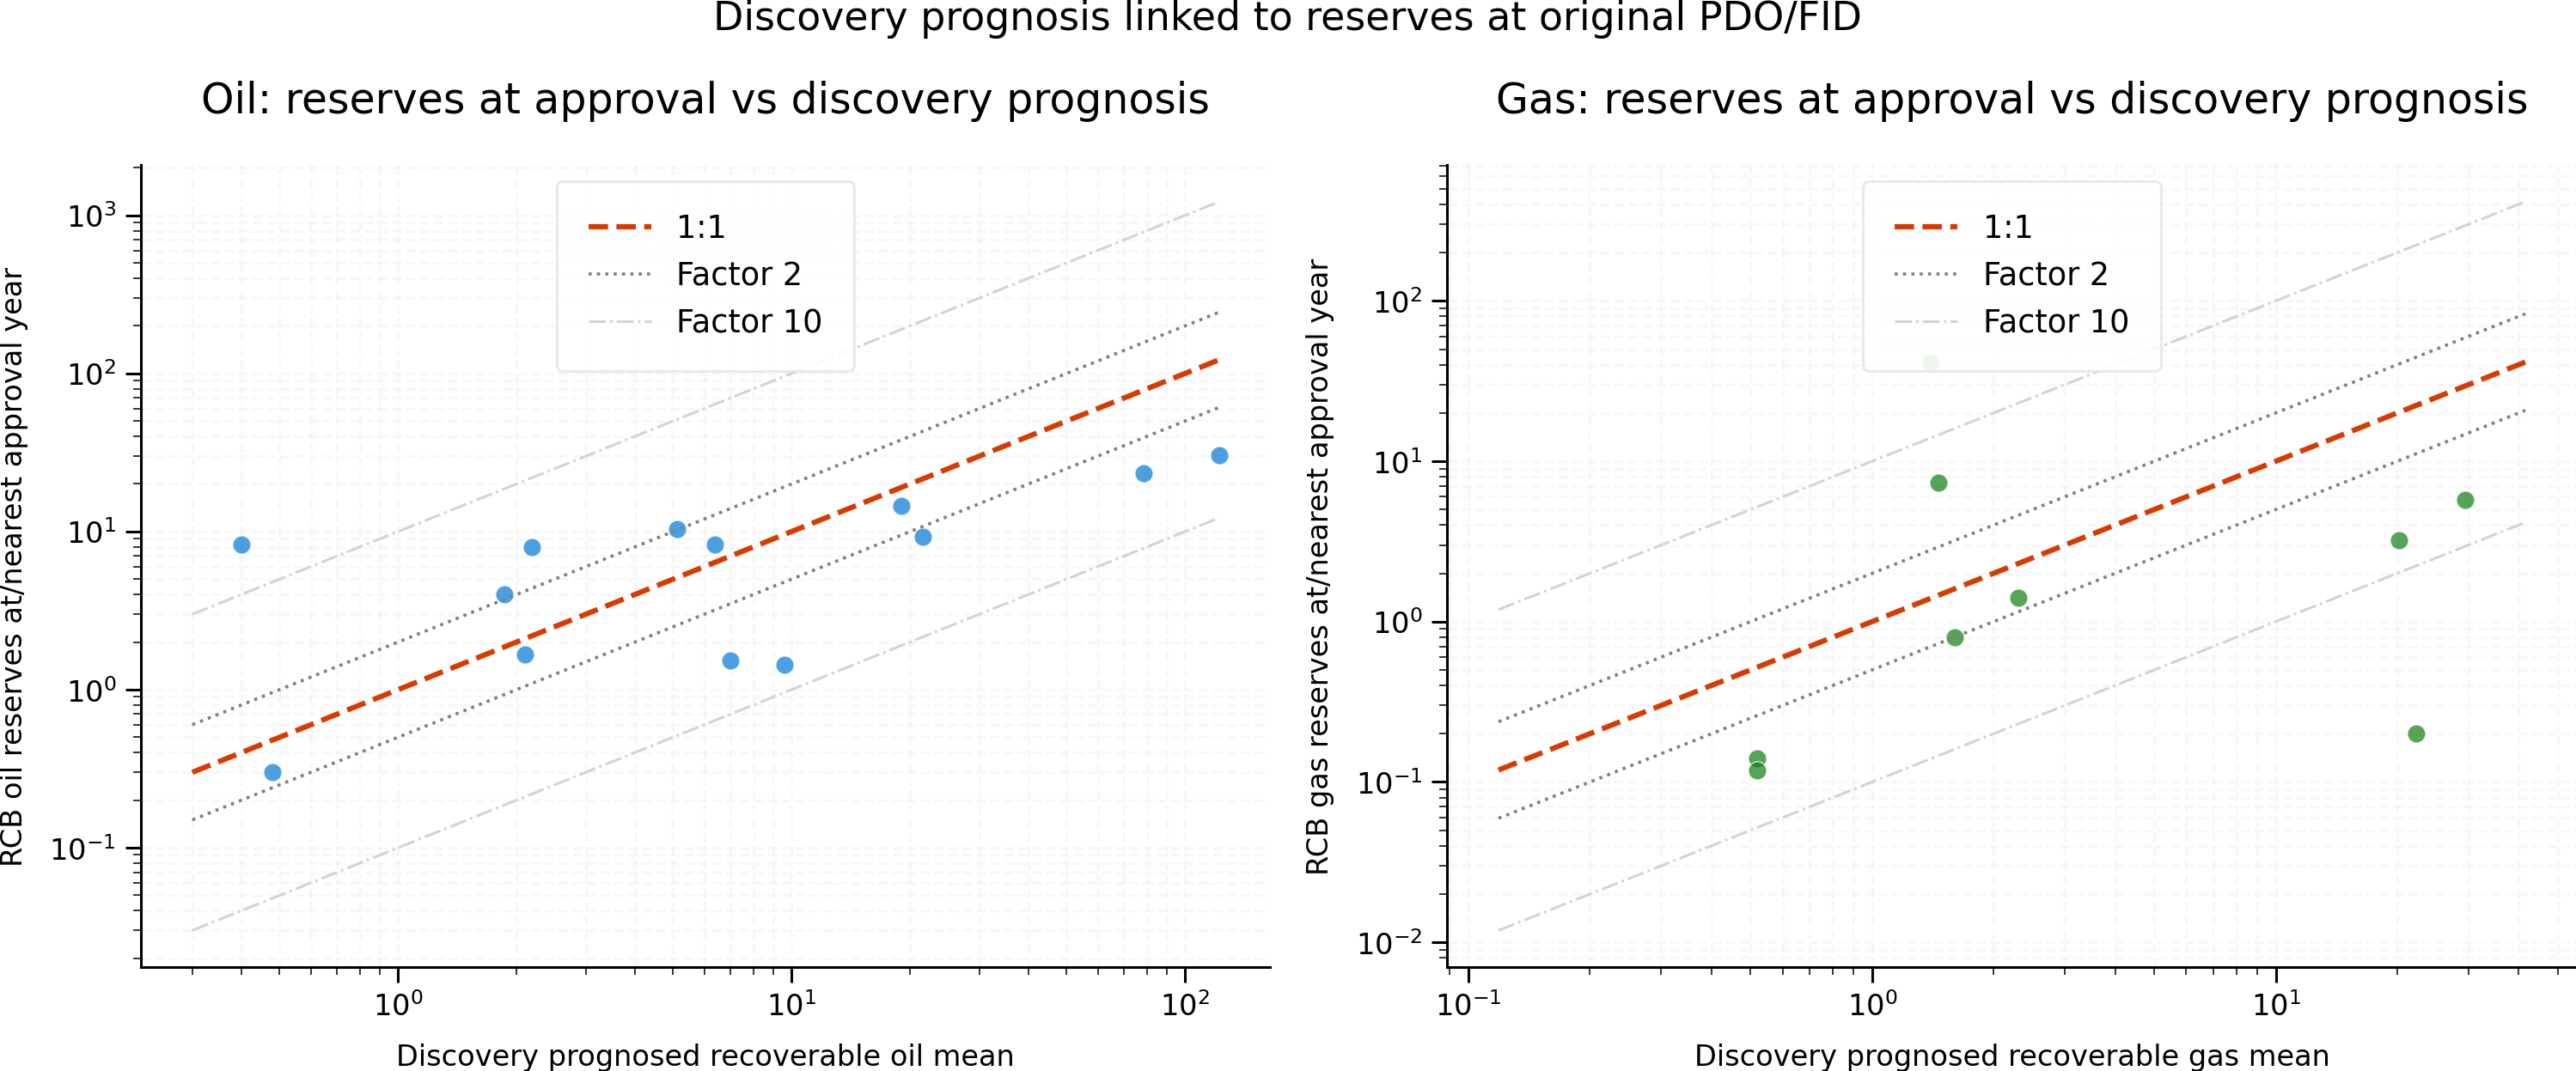 Discovery prognosis linked to reserves at original PDO/FID
Oil: reserves at approval vs discovery prognosis
RCB oil reserves at/nearest approval year
10³
10²
10¹
10⁰
10⁻¹
1:1
Factor 2
Factor 10
10⁰
10¹
10²
Discovery prognosed recoverable oil mean
Gas: reserves at approval vs discovery prognosis
RCB gas reserves at/nearest approval year
10²
10¹
10⁰
10⁻¹
10⁻²
1:1
Factor 2
Factor 10
10⁻¹
10⁰
10¹
Discovery prognosed recoverable gas mean